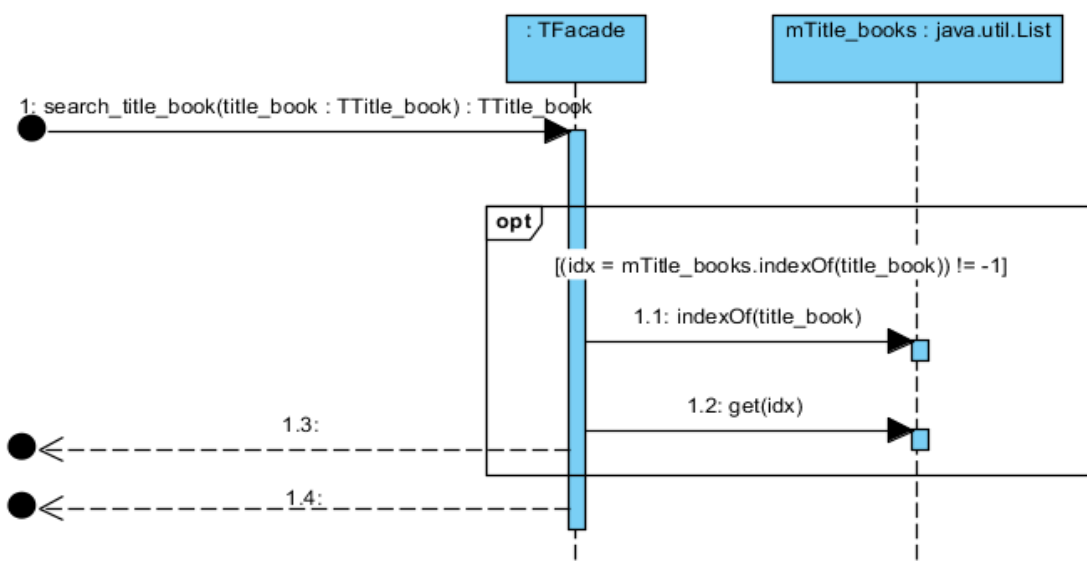 : TFacade
mTitle_books : java.util.List
1: search_title_book(title_book : TTitle_book) : TTitle_book
opt
[(idx = mTitle_books.indexOf(title_book)) != -1]
1.1: indexOf(title_book)
1.2: get(idx)
1.3:
1.4: